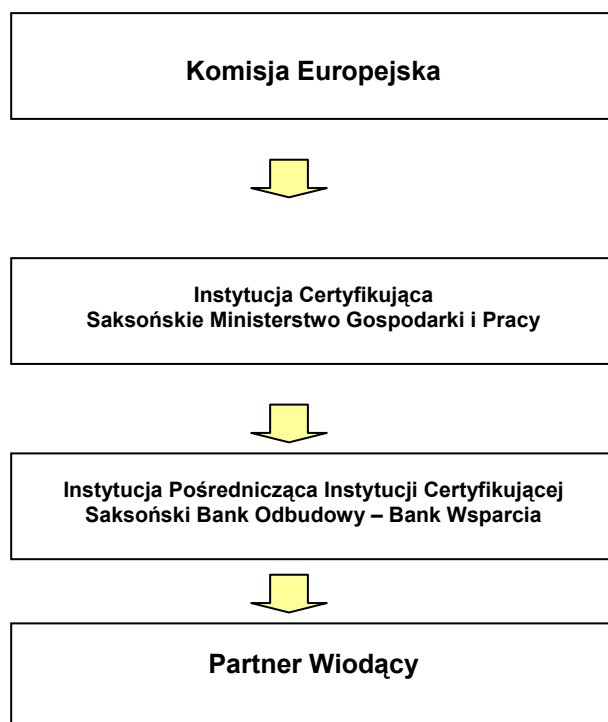 Komisja Europejska
Instytucja Certyfikująca
Saksońskie Ministerstwo Gospodarki i Pracy
Instytucja Pośrednicząca Instytucji Certyfikującej
Saksoński Bank Odbudowy – Bank Wsparcia
Partner Wiodący